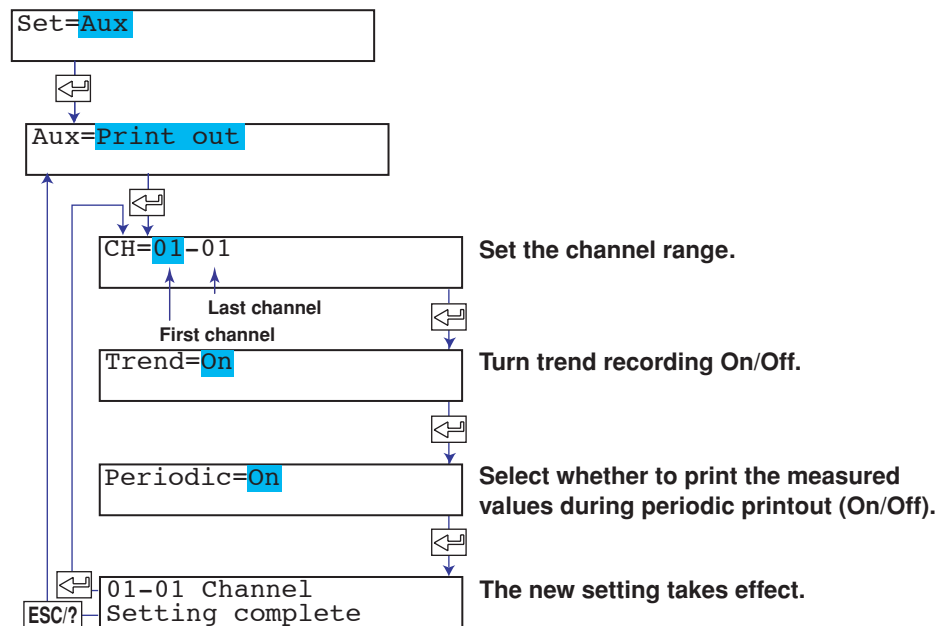 Set=Aux
Aux=Print out
CH=01-01
Set the channel range.
Last channel
First channel
Trend=On
Turn trend recording On/Off.
Periodic=On
Select whether to print the measured
values during periodic printout (On/Off).
01-01 Channel
Setting complete
The new setting takes effect.
ESC/?